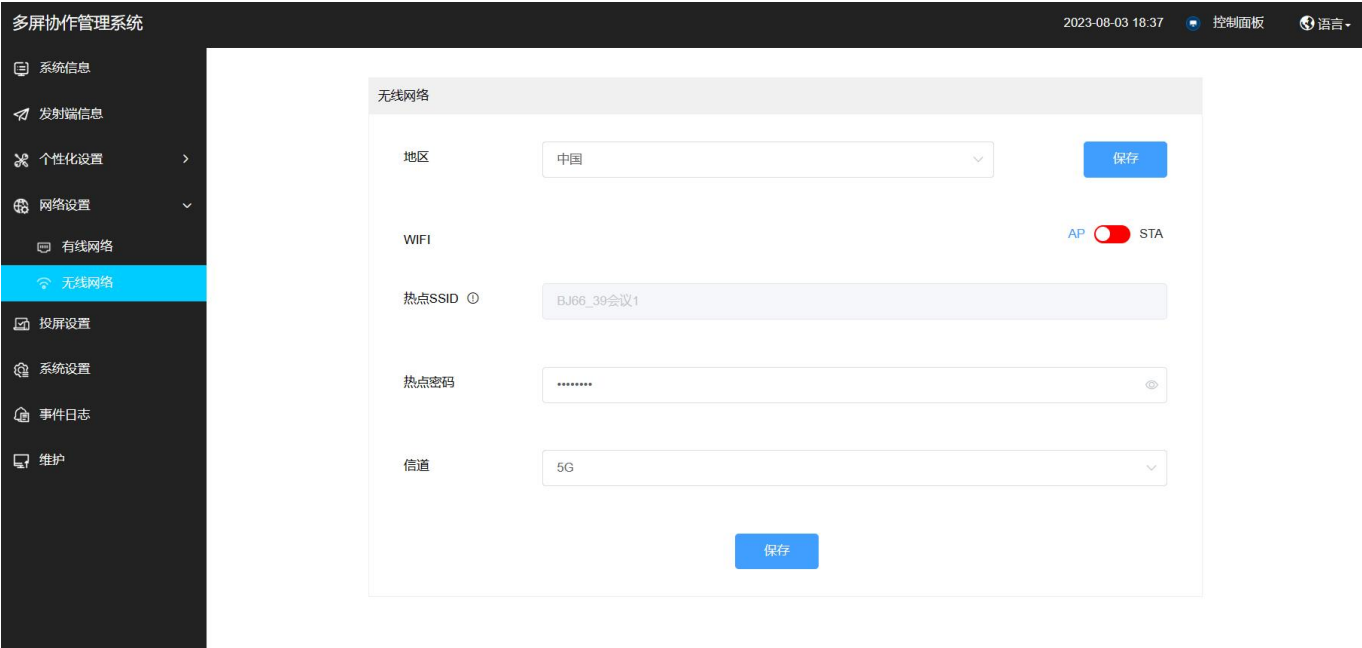 多屏协作管理系统
2023-08-03 18:37 控制面板 语言
系统信息
发射端信息
个性化设置
网络设置
有线网络
无线网络
投屏设置
系统设置
事件日志
维护
无线网络
地区 中国 保存
WIFI AP STA
热点SSID BJ66_39会议1
热点密码 ••••••••
信道 5G
保存